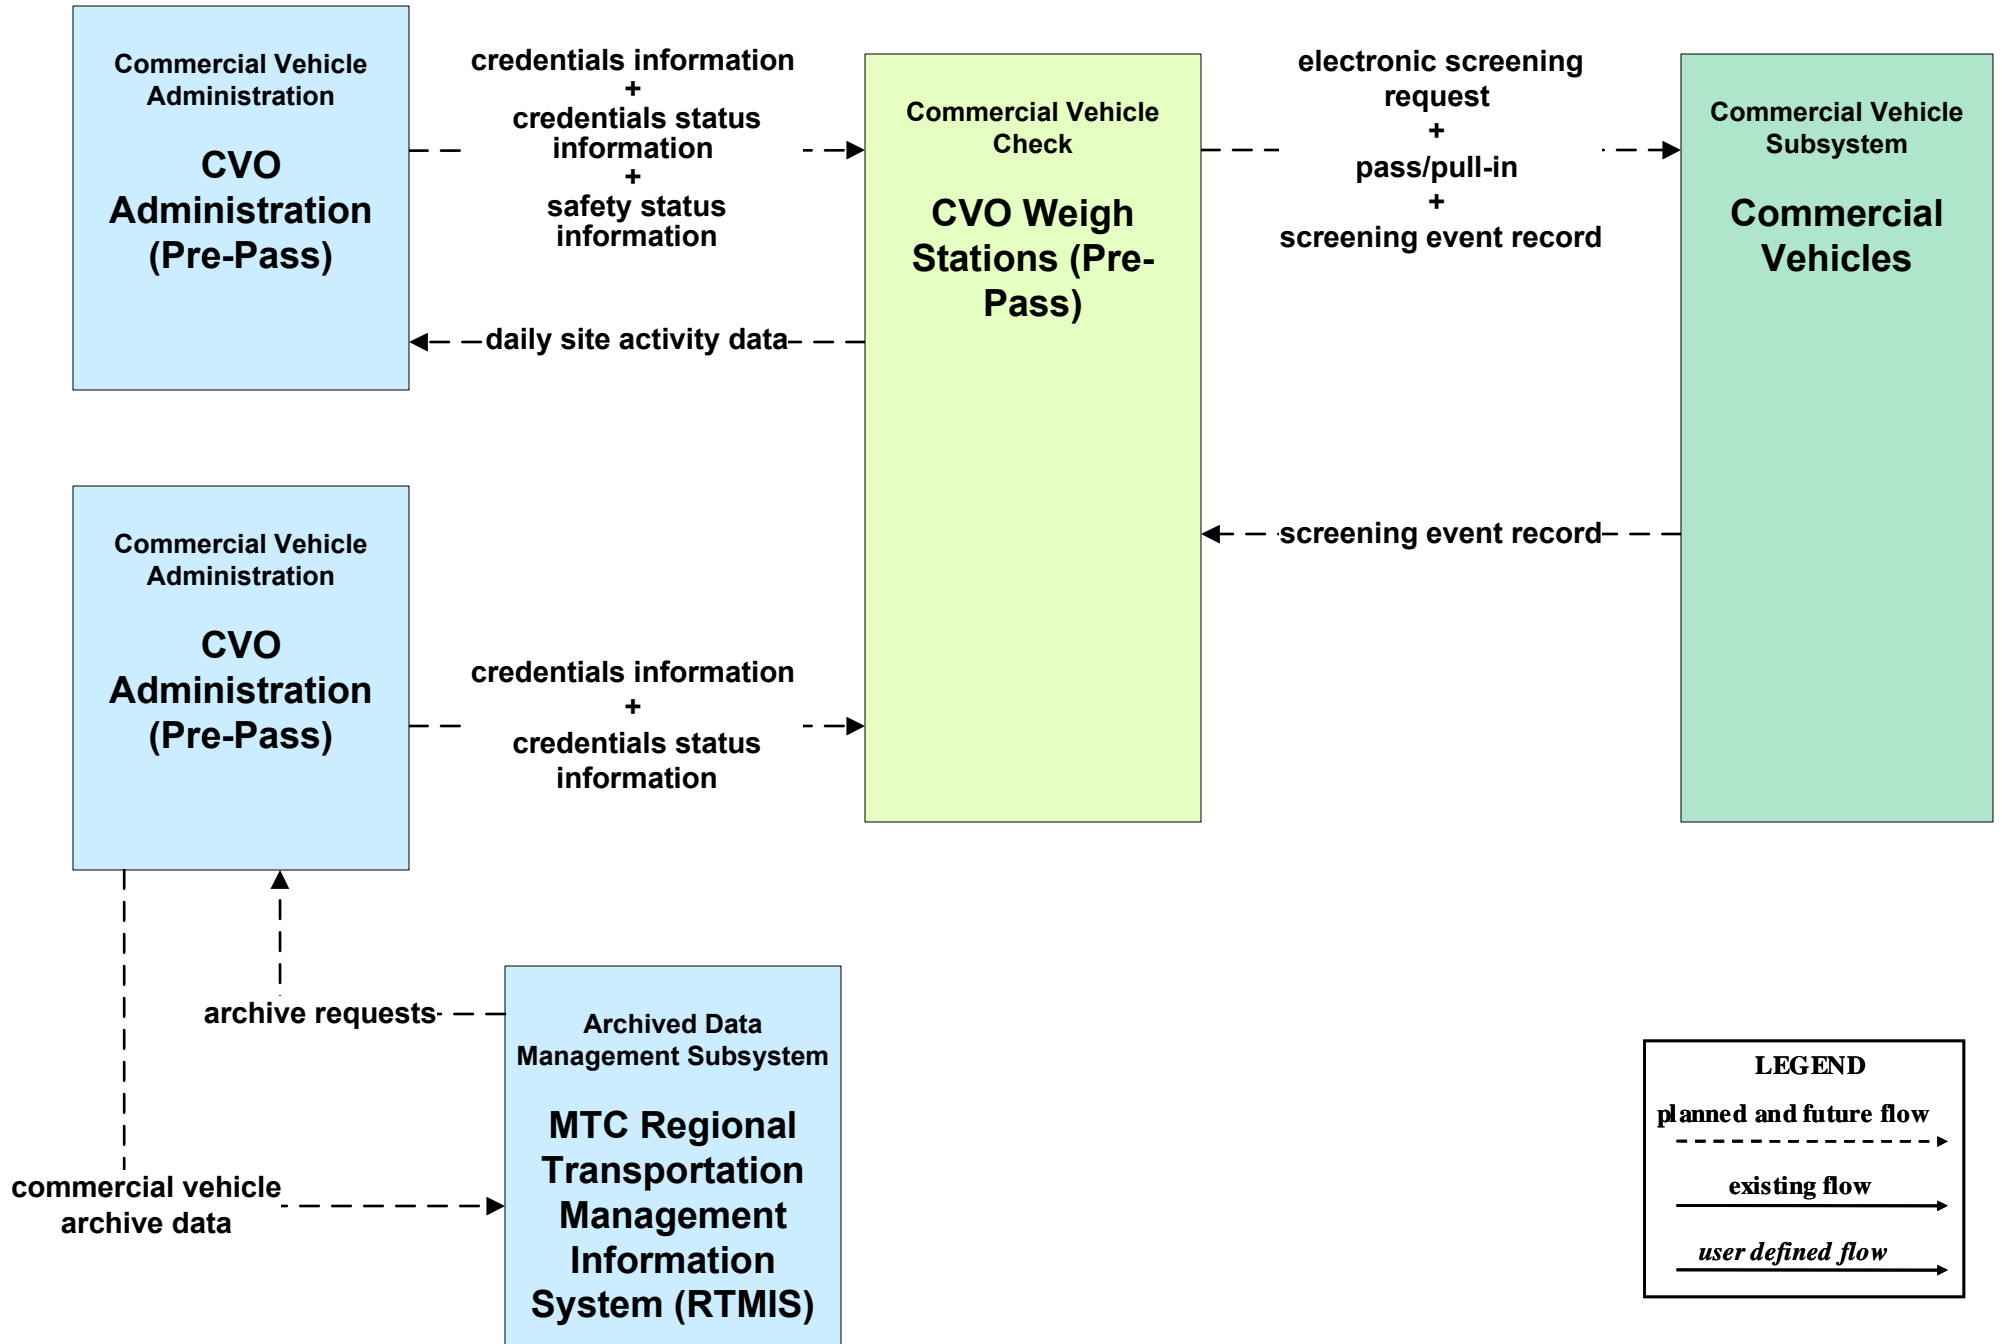 Commercial Vehicle
Administration
CVO
Administration
(Pre-Pass)
credentials information
+
credentials status
information
+
safety status
information
daily site activity data
Commercial Vehicle
Check
CVO Weigh
Stations (Pre-
Pass)
electronic screening
request
+
pass/pull-in
+
screening event record
Commercial Vehicle
Subsystem
Commercial
Vehicles
screening event record
Commercial Vehicle
Administration
CVO
Administration
(Pre-Pass)
credentials information
+
credentials status
information
archive requests
commercial vehicle
archive data
Archived Data
Management Subsystem
MTC Regional
Transportation
Management
Information
System (RTMIS)
LEGEND
planned and future flow
existing flow
user defined flow